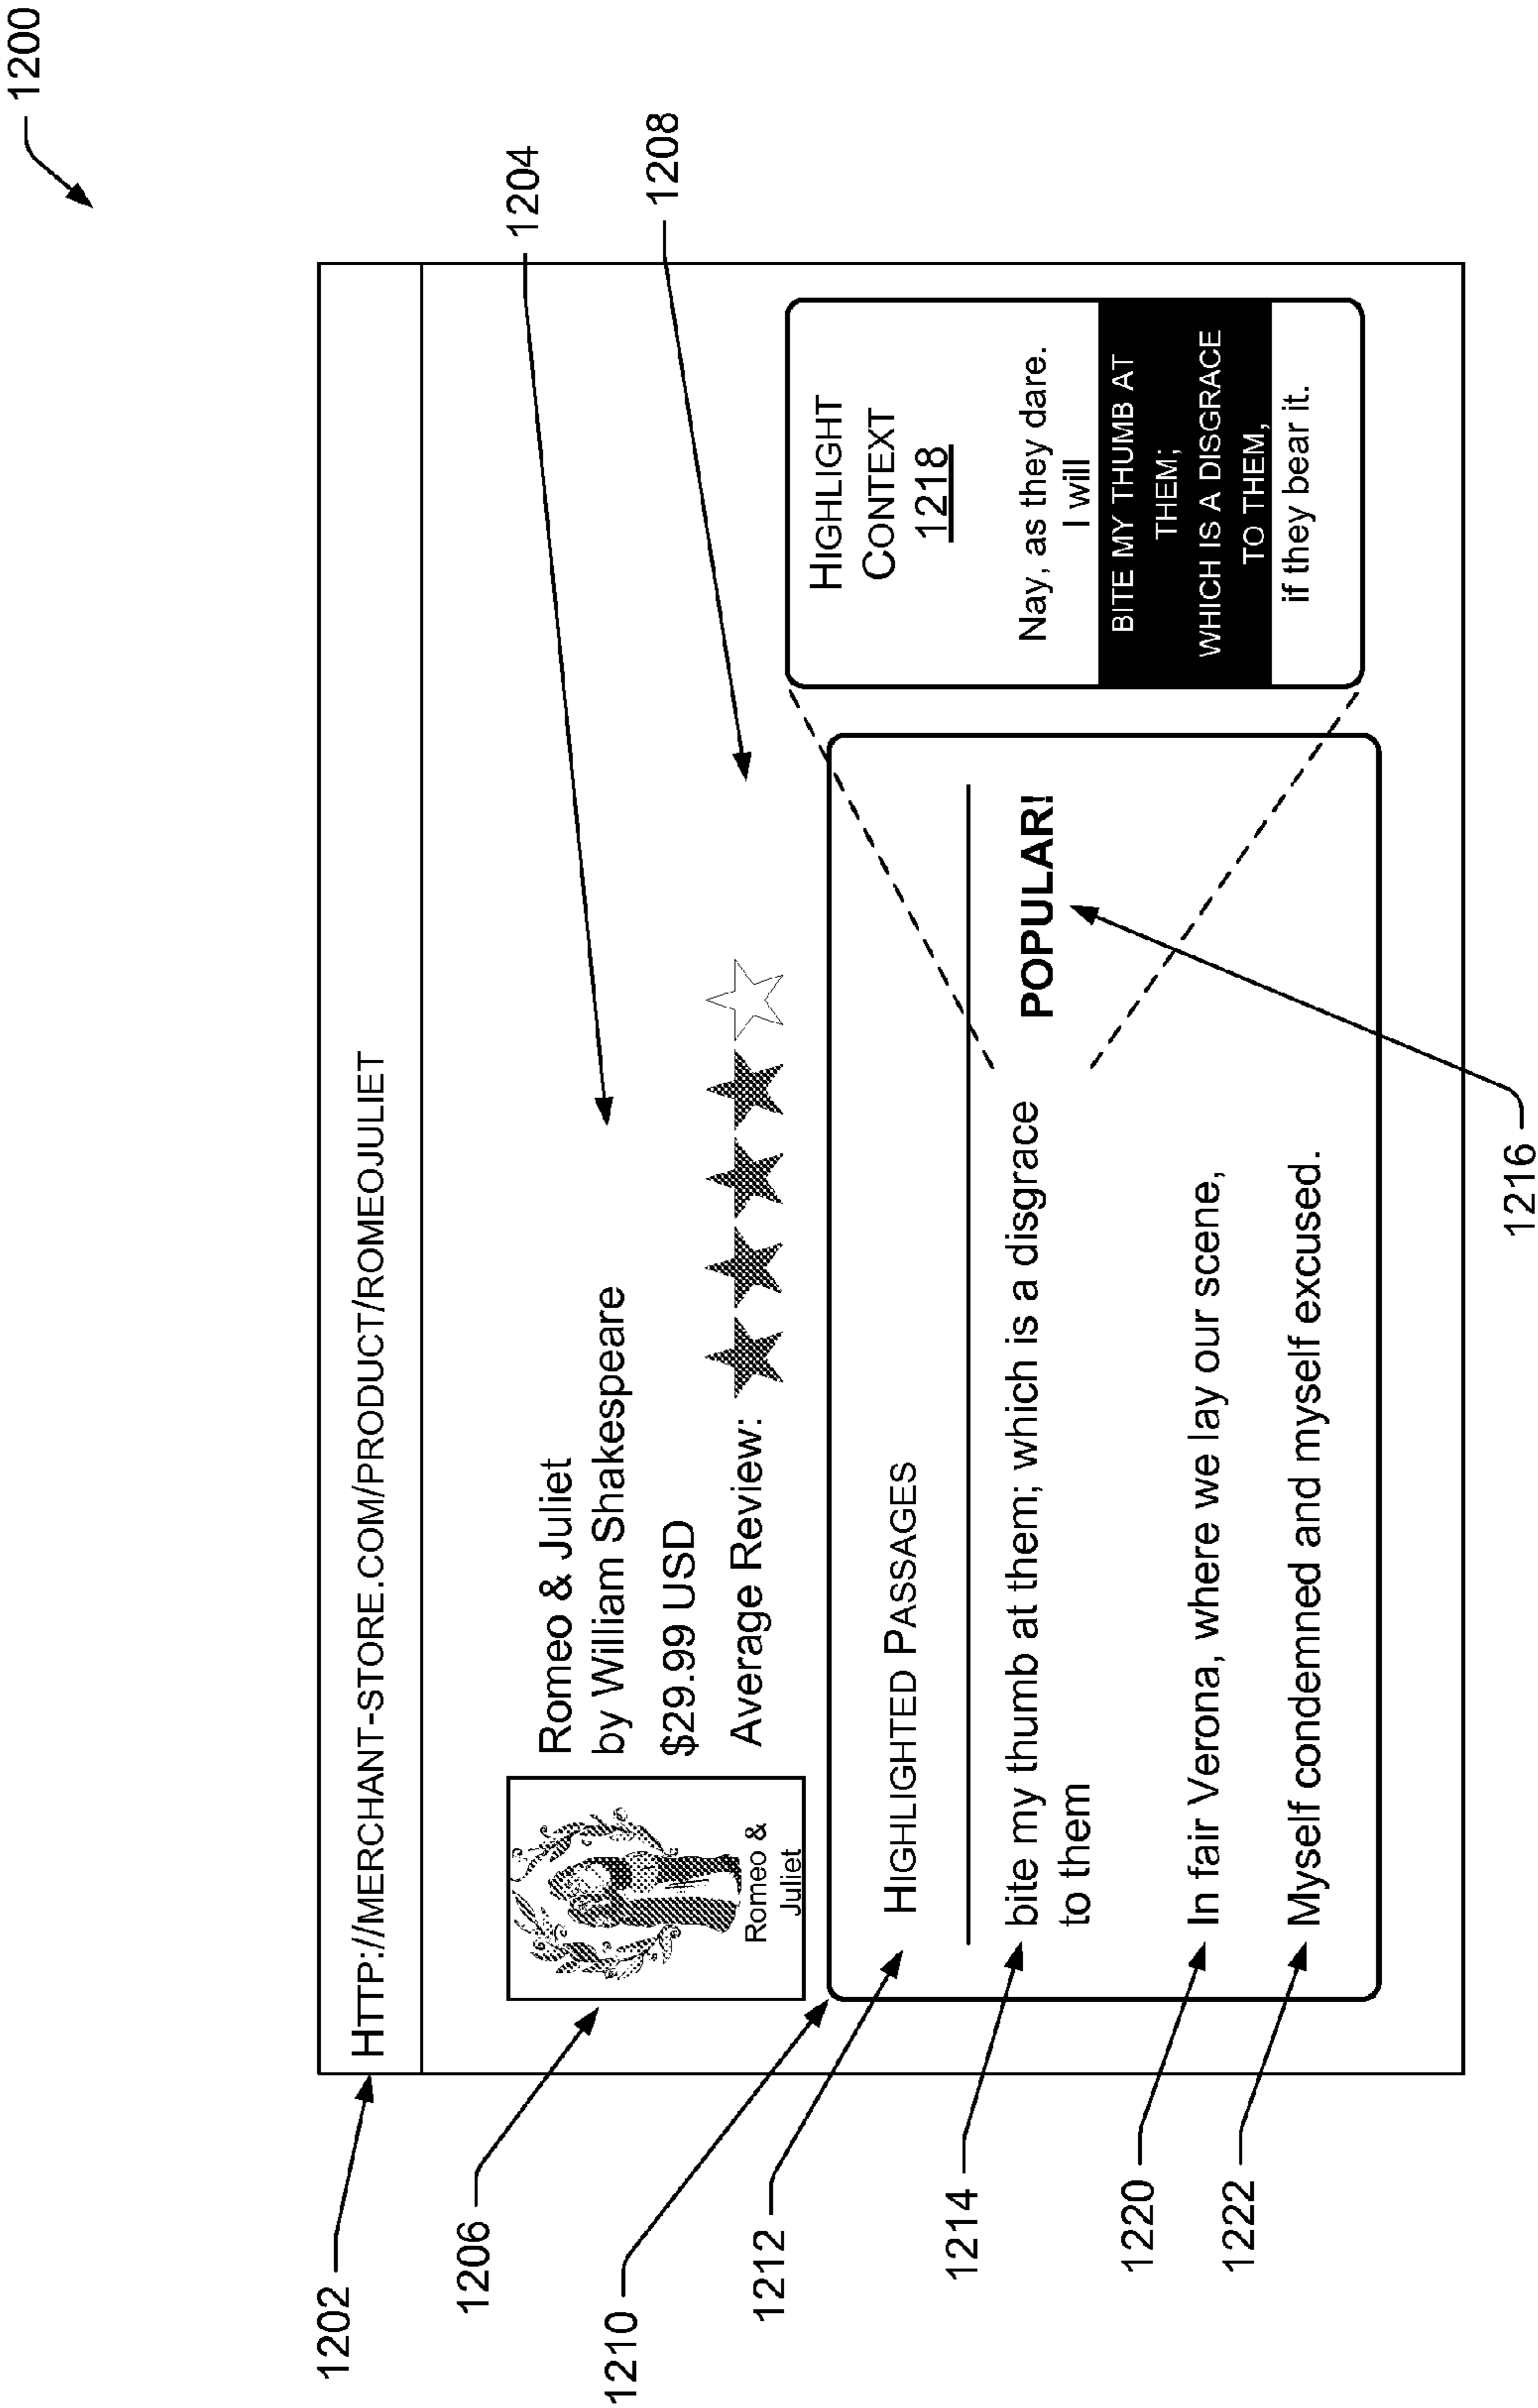 1200
1202
HTTP://MERCHANT-STORE.COM/PRODUCT/ROMEOJULIET
1204
1206
Romeo &
Juliet
Romeo & Juliet
by William Shakespeare
$29.99 USD
Average Review:
1208
1210
1212
HIGHLIGHTED PASSAGES
1214
bite my thumb at them; which is a disgrace
to them
POPULAR!
1216
1220
In fair Verona, where we lay our scene,
1222
Myself condemned and myself excused.
HIGHLIGHT
CONTEXT
1218
Nay, as they dare.
I will
BITE MY THUMB AT
THEM;
WHICH IS A DISGRACE
TO THEM,
if they bear it.